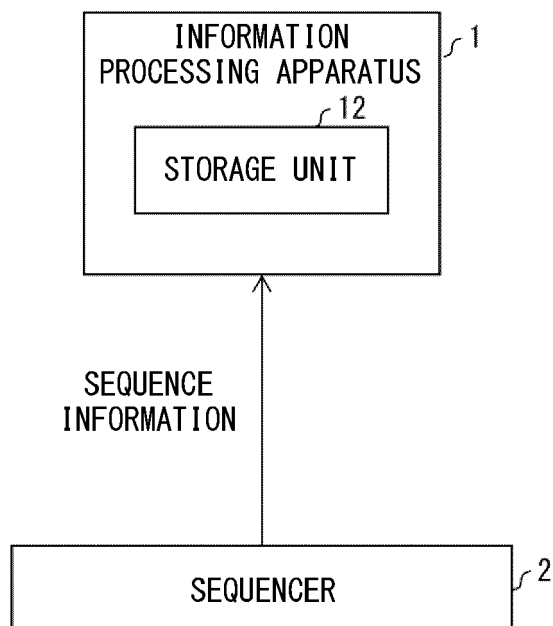 INFORMATION
PROCESSING APPARATUS
1
12
STORAGE UNIT
SEQUENCE
INFORMATION
SEQUENCER
2